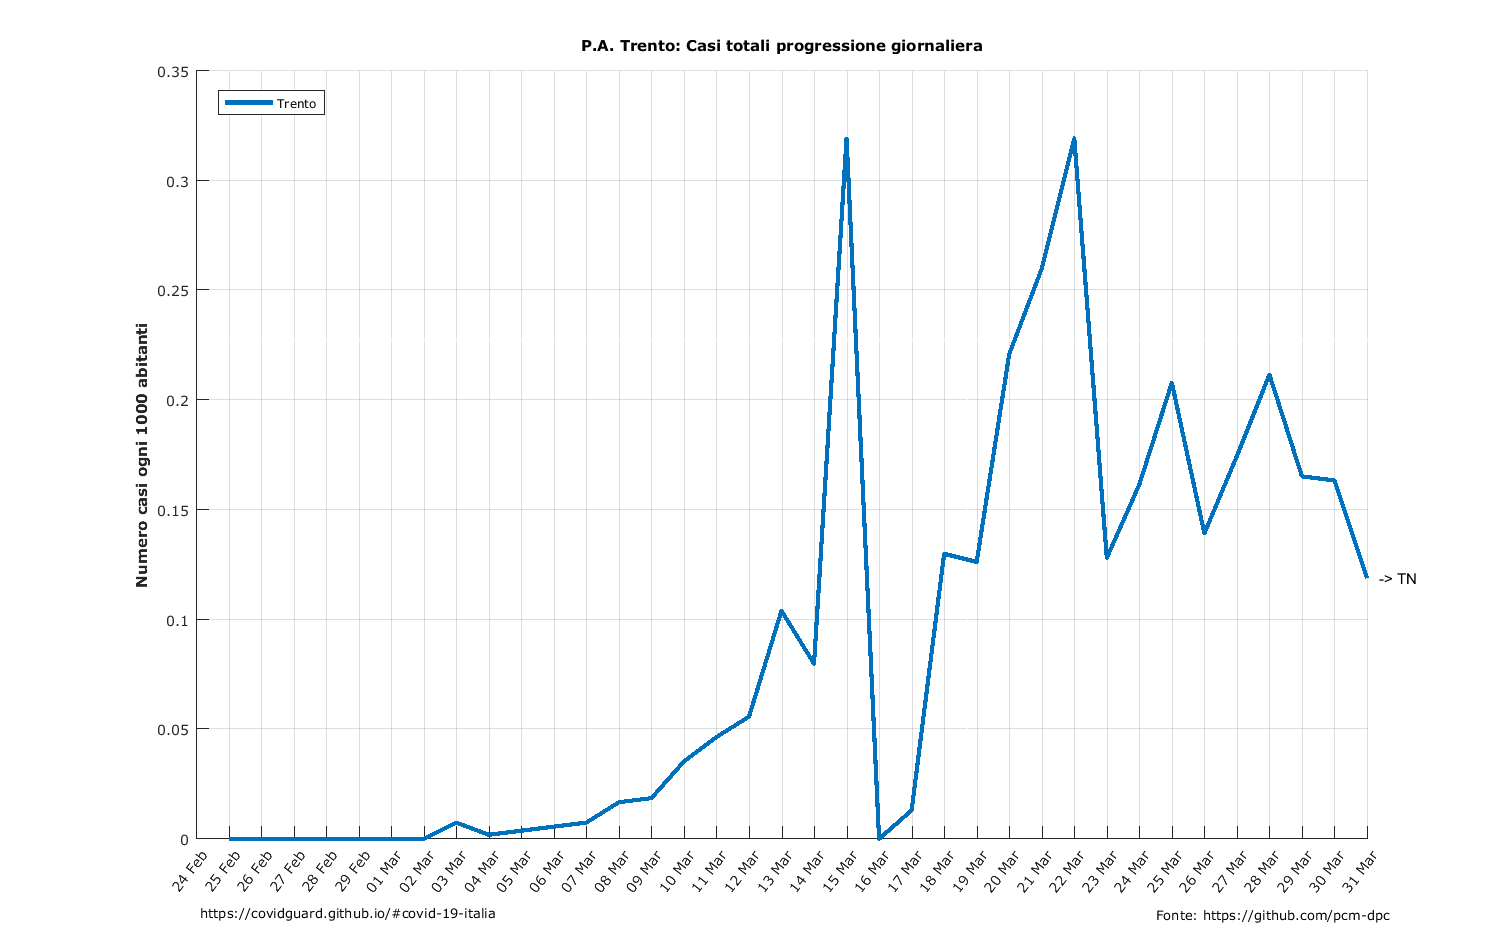 P.A. Trento: Casi totali progressione giornaliera
Trento
Numero casi ogni 1000 abitanti
0.35
0.3
0.25
0.2
0.15
0.1
0.05
0
-> TN
24 Feb
25 Feb
26 Feb
27 Feb
28 Feb
29 Feb
01 Mar
02 Mar
03 Mar
04 Mar
05 Mar
06 Mar
07 Mar
08 Mar
09 Mar
10 Mar
11 Mar
12 Mar
13 Mar
14 Mar
15 Mar
16 Mar
17 Mar
18 Mar
19 Mar
20 Mar
21 Mar
22 Mar
23 Mar
24 Mar
25 Mar
26 Mar
27 Mar
28 Mar
29 Mar
30 Mar
31 Mar
https://covidguard.github.io/#covid-19-italia
Fonte: https://github.com/pcm-dpc